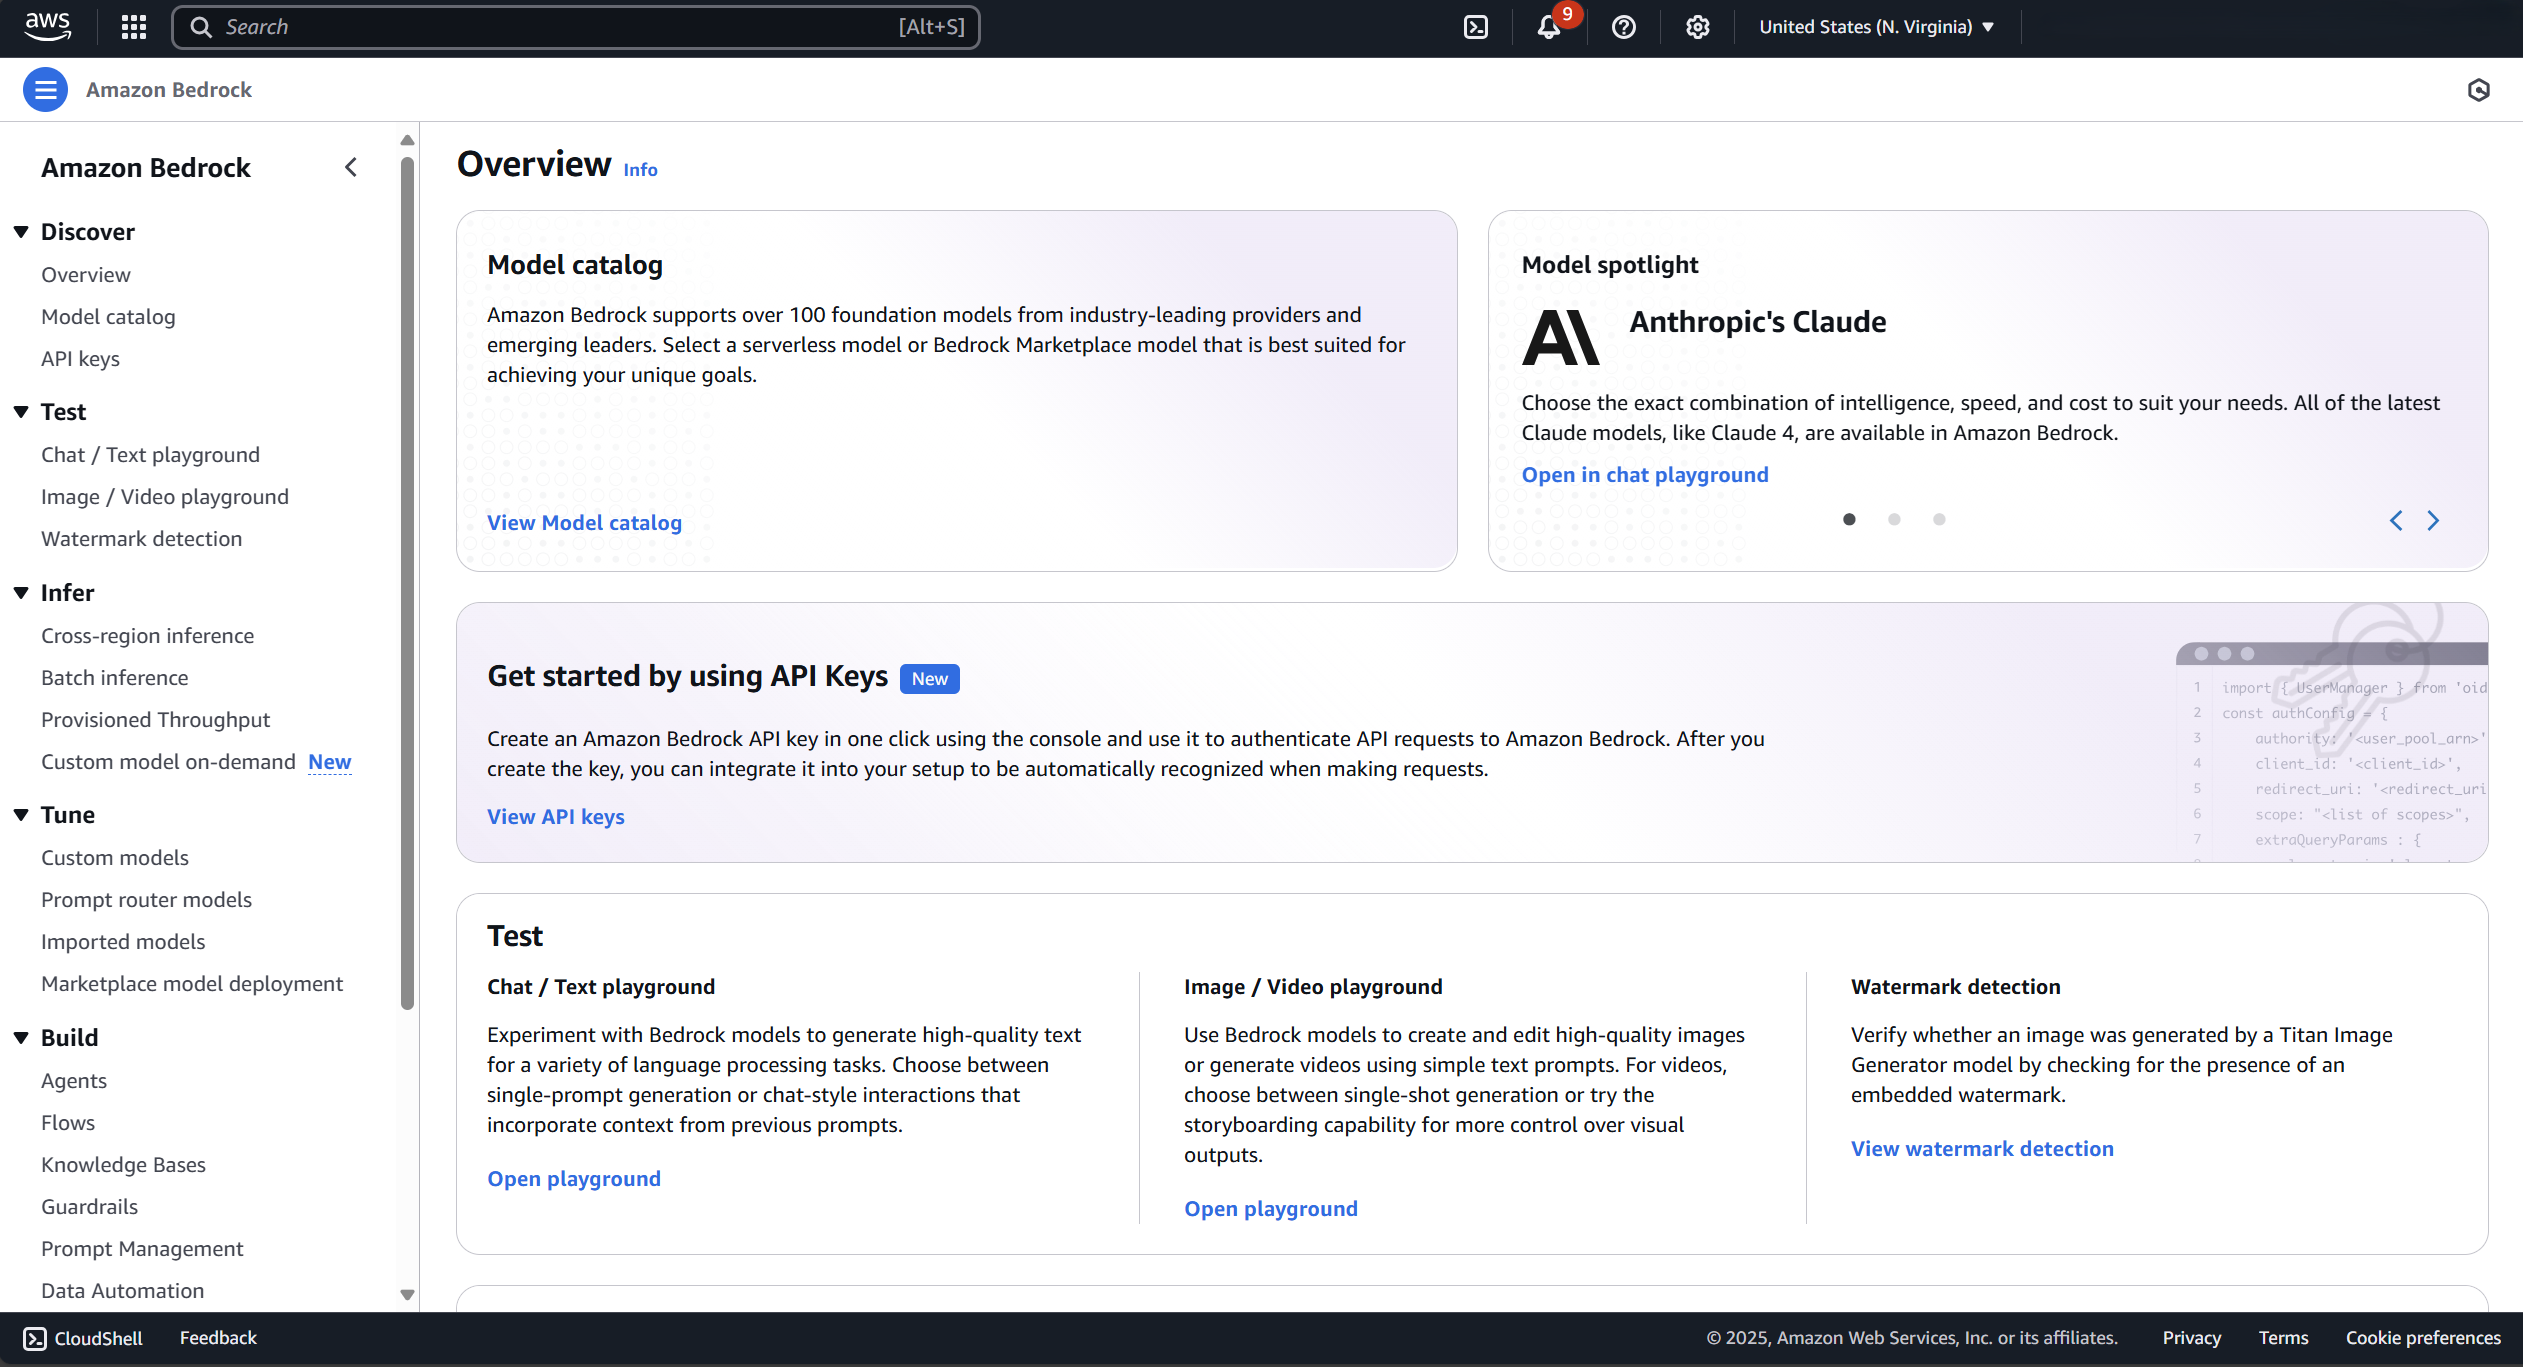 aws
Search [Alt+S]
9
United States (N. Virginia)
Amazon Bedrock
Amazon Bedrock
Discover
Overview
Model catalog
API keys
Test
Chat / Text playground
Image / Video playground
Watermark detection
Infer
Cross-region inference
Batch inference
Provisioned Throughput
Custom model on-demand New
Tune
Custom models
Prompt router models
Imported models
Marketplace model deployment
Build
Agents
Flows
Knowledge Bases
Guardrails
Prompt Management
Data Automation
Overview Info
Model catalog
Amazon Bedrock supports over 100 foundation models from industry-leading providers and
emerging leaders. Select a serverless model or Bedrock Marketplace model that is best suited for
achieving your unique goals.
View Model catalog
Model spotlight
Anthropic's Claude
Choose the exact combination of intelligence, speed, and cost to suit your needs. All of the latest
Claude models, like Claude 4, are available in Amazon Bedrock.
Open in chat playground
Get started by using API Keys New
Create an Amazon Bedrock API key in one click using the console and use it to authenticate API requests to Amazon Bedrock. After you
create the key, you can integrate it into your setup to be automatically recognized when making requests.
View API keys
1 import { UserManager } from 'oid
2 const authConfig = {
3 authority: '<user_pool_arn>'
4 client_id: '<client_id>',
5 redirect_uri: '<redirect_uri
6 scope: "<list of scopes>",
7 extraQueryParams : {
Test
Chat / Text playground
Experiment with Bedrock models to generate high-quality text
for a variety of language processing tasks. Choose between
single-prompt generation or chat-style interactions that
incorporate context from previous prompts.
Open playground
Image / Video playground
Use Bedrock models to create and edit high-quality images
or generate videos using simple text prompts. For videos,
choose between single-shot generation or try the
storyboarding capability for more control over visual
outputs.
Open playground
Watermark detection
Verify whether an image was generated by a Titan Image
Generator model by checking for the presence of an
embedded watermark.
View watermark detection
CloudShell Feedback
© 2025, Amazon Web Services, Inc. or its affiliates. Privacy Terms Cookie preferences